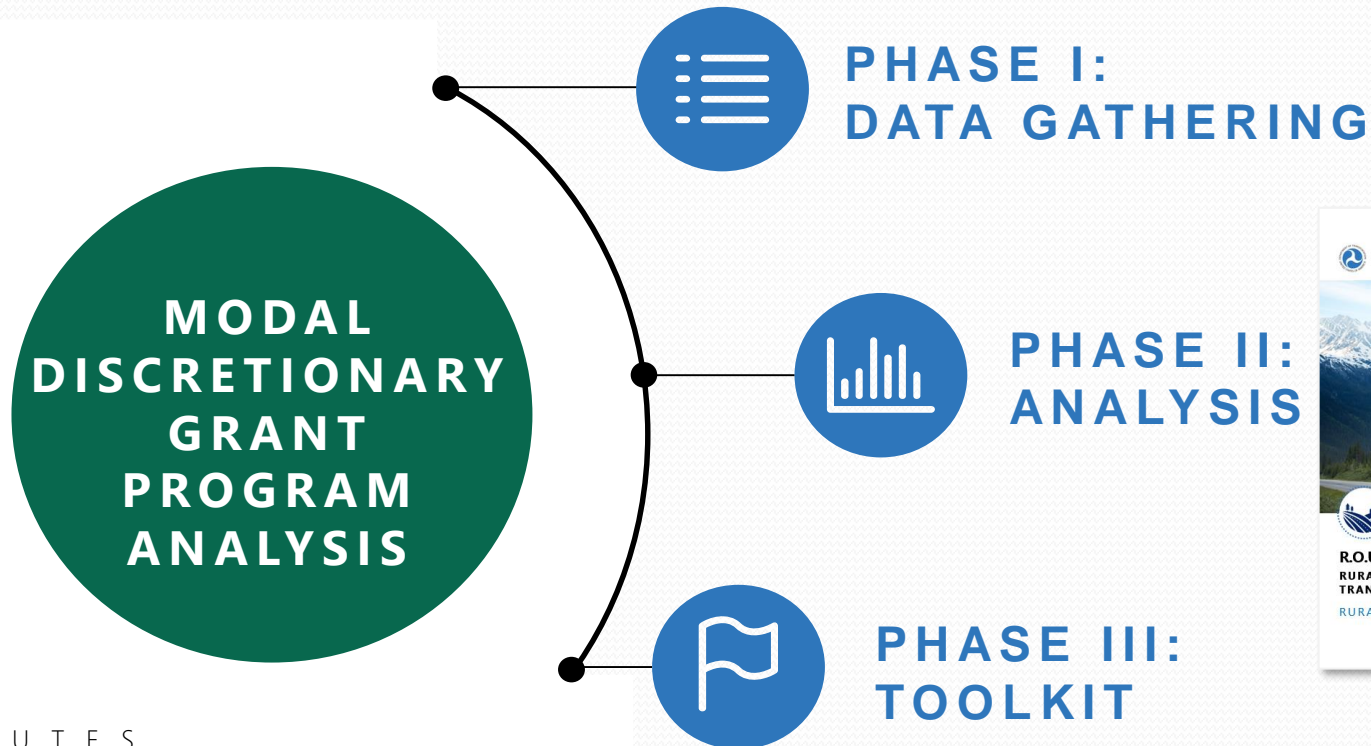 PHASE I:
DATA GATHERING
MODAL
DISCRETIONARY
GRANT
PROGRAM
ANALYSIS
PHASE II:
ANALYSIS
PHASE III:
TOOLKIT